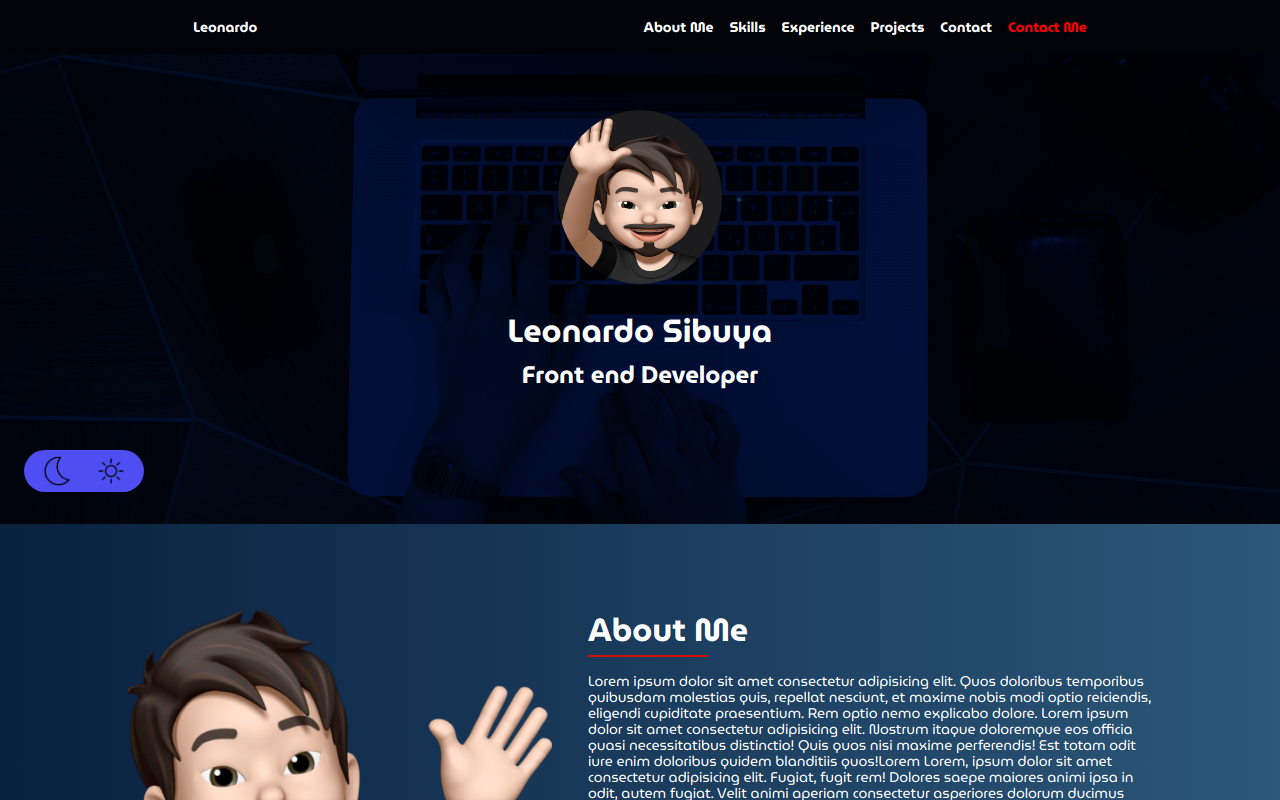 Leonardo
About Me Skills Experience Projects Contact Contact Me
Leonardo Sibuya
Front end Developer
About Me
Lorem ipsum dolor sit amet consectetur adipisicing elit. Quos doloribus temporibus
quibusdam molestias quis, repellat nesciunt, et maxime nobis modi optio reiciendis,
eligendi cupiditate praesentium. Rem optio nemo explicabo dolore. Lorem ipsum
dolor sit amet consectetur adipisicing elit. Nostrum itaque doloremque eos officia
quasi necessitatibus distinctio! Quis quos nisi maxime perferendis! Est totam odit
iure enim doloribus quidem blanditiis quos!Lorem Lorem, ipsum dolor sit amet
consectetur adipisicing elit. Fugiat, fugit rem! Dolores saepe maiores animi ipsa in
odit, autem fugiat. Velit animi aperiam consectetur asperiores dolorum ducimus